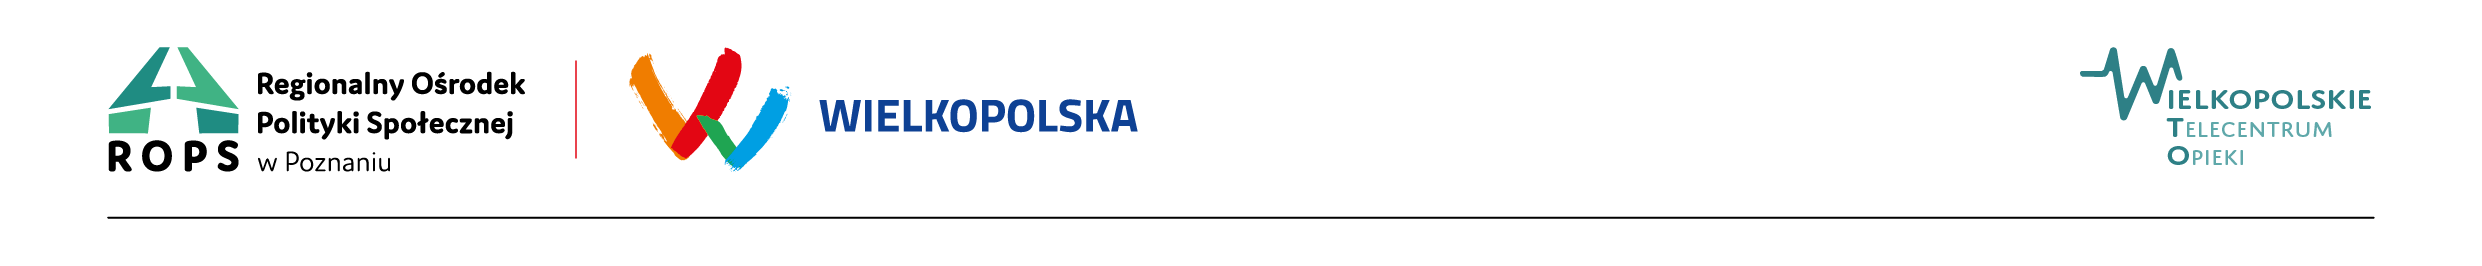 ROPS
Regionalny Ośrodek
Polityki Społecznej
w Poznaniu
WIELKOPOLSKA
WIELKOPOLSKIE
TELECENTRUM
OPIEKI